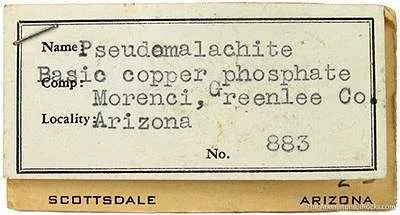 Name: Pseudomalachite
Basic copper phosphate
Comp:
Morenci, Greenlee Co.
Locality: Arizona
No. 883
SCOTTSDALE ARIZONA